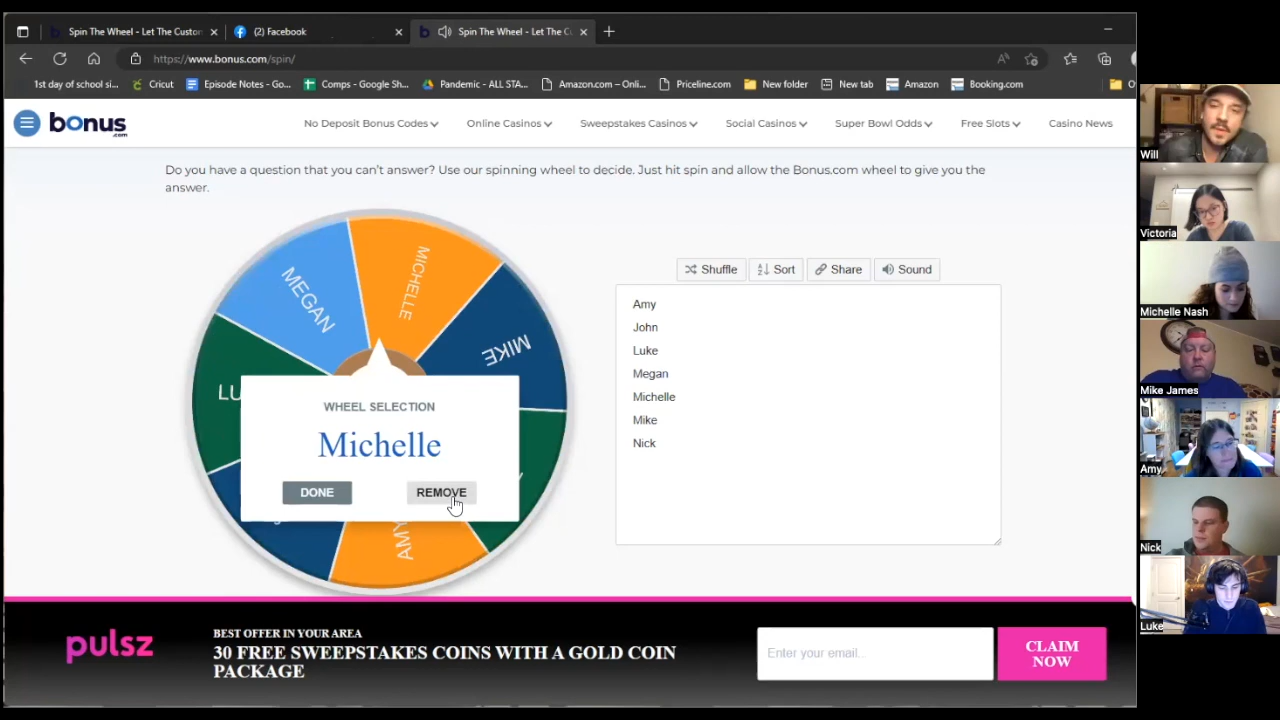 Spin The Wheel - Let The Custor
(2) Facebook
Spin The Wheel - Let The Cu
https://www.bonus.com/spin/
1st day of school si...
Cricut
Episode Notes - Go...
Comps - Google Sh...
Pandemic - ALL STA...
Amazon.com – Onli...
Priceline.com
New folder
New tab
Amazon
Booking.com
O
bonus
.com
No Deposit Bonus Codes
Online Casinos
Sweepstakes Casinos
Social Casinos
Super Bowl Odds
Free Slots
Casino News
Do you have a question that you can't answer? Use our spinning wheel to decide. Just hit spin and allow the Bonus.com wheel to give you the
answer.
MEGAN
MICHELLE
MIKE
LU
AMY
WHEEL SELECTION
Michelle
DONE
REMOVE
Shuffle
Sort
Share
Sound
Amy
John
Luke
Megan
Michelle
Mike
Nick
pulsz
BEST OFFER IN YOUR AREA
30 FREE SWEEPSTAKES COINS WITH A GOLD COIN
PACKAGE
Enter your email...
CLAIM
NOW
Will
Victoria
Michelle Nash
Mike James
Amy
Nick
Luke